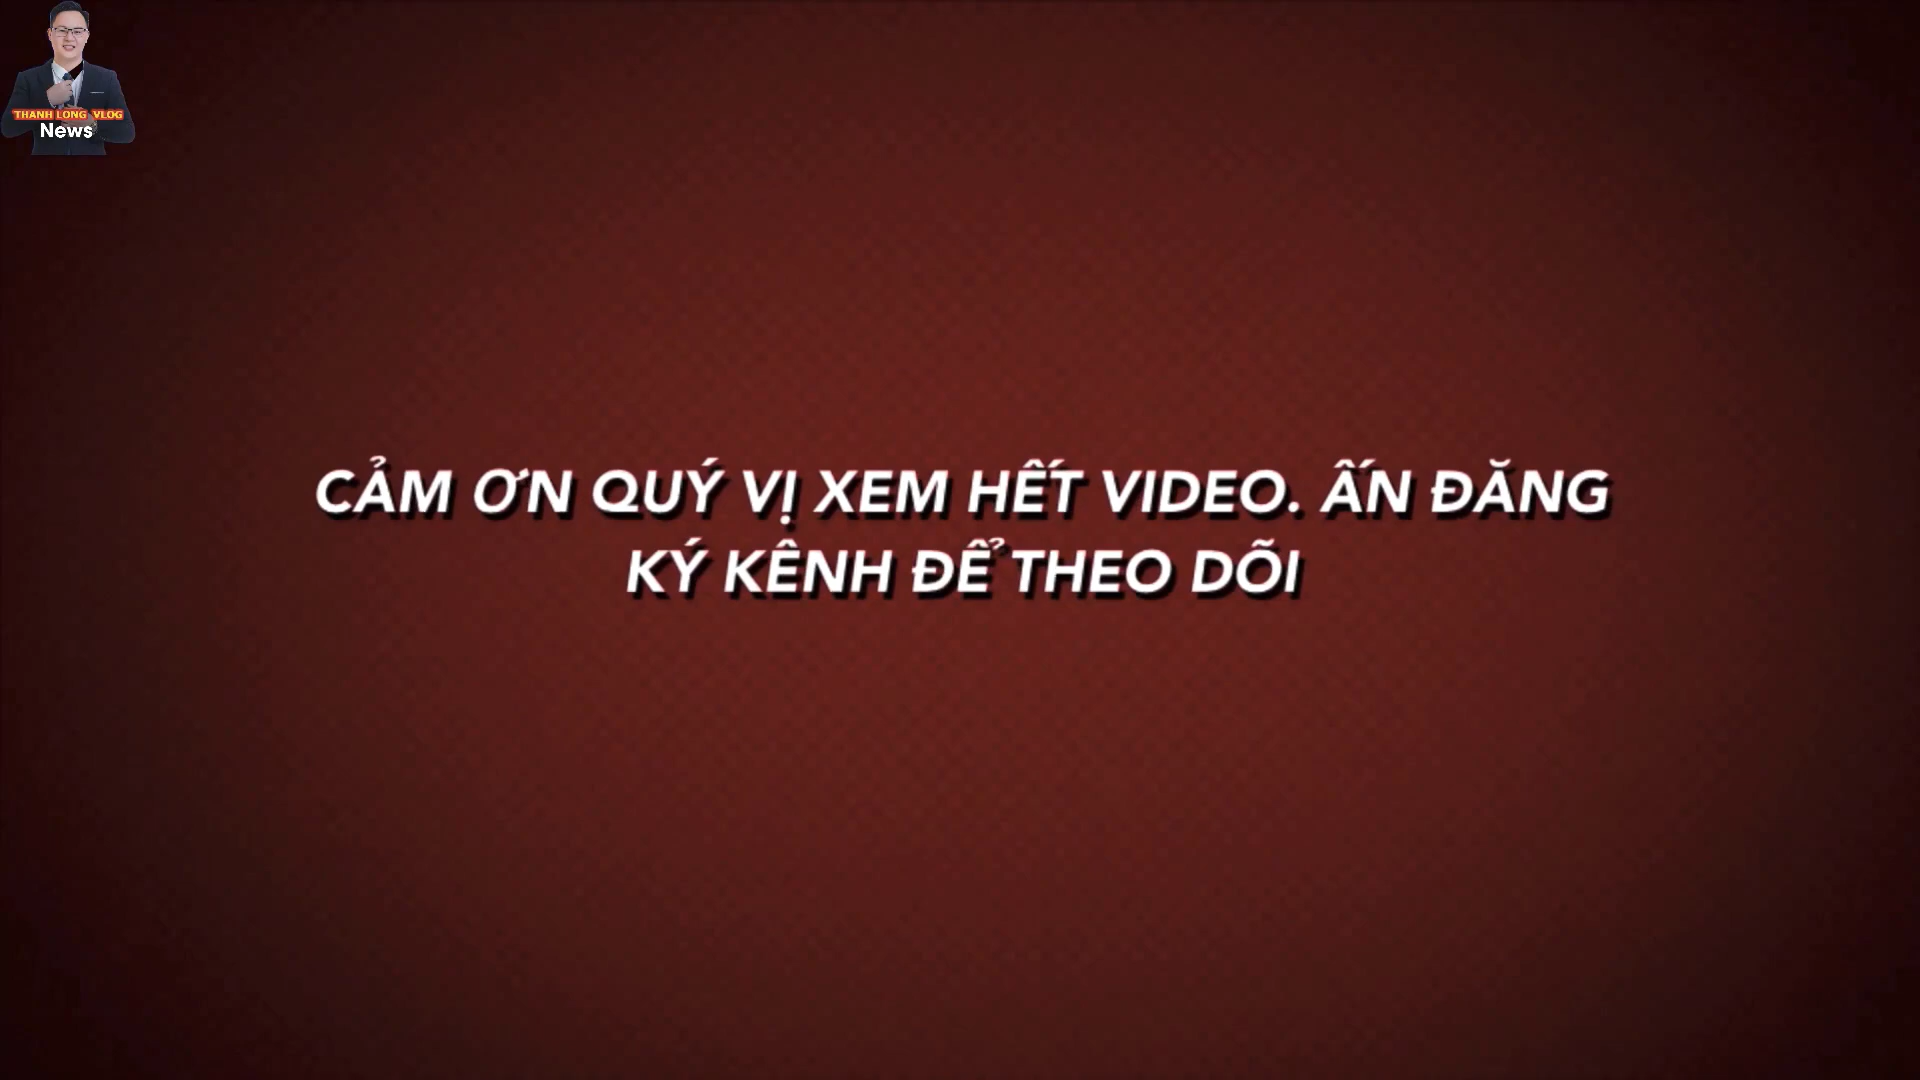 THANH LONG VLOG
News
CẢM ƠN QUÝ VỊ XEM HẾT VIDEO. ẤN ĐĂNG
KÝ KÊNH ĐỂ THEO DÕI